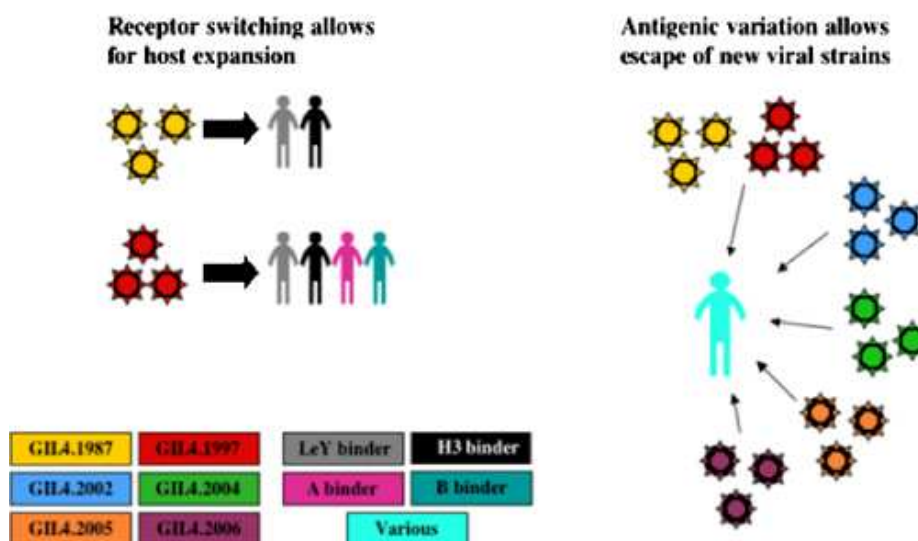 Receptor switching allows
for host expansion
Antigenic variation allows
escape of new viral strains
GII.4.1987
GII.4.1997
LeY binder
H3 binder
GII.4.2002
GII.4.2004
A binder
B binder
GII.4.2005
GII.4.2006
Various